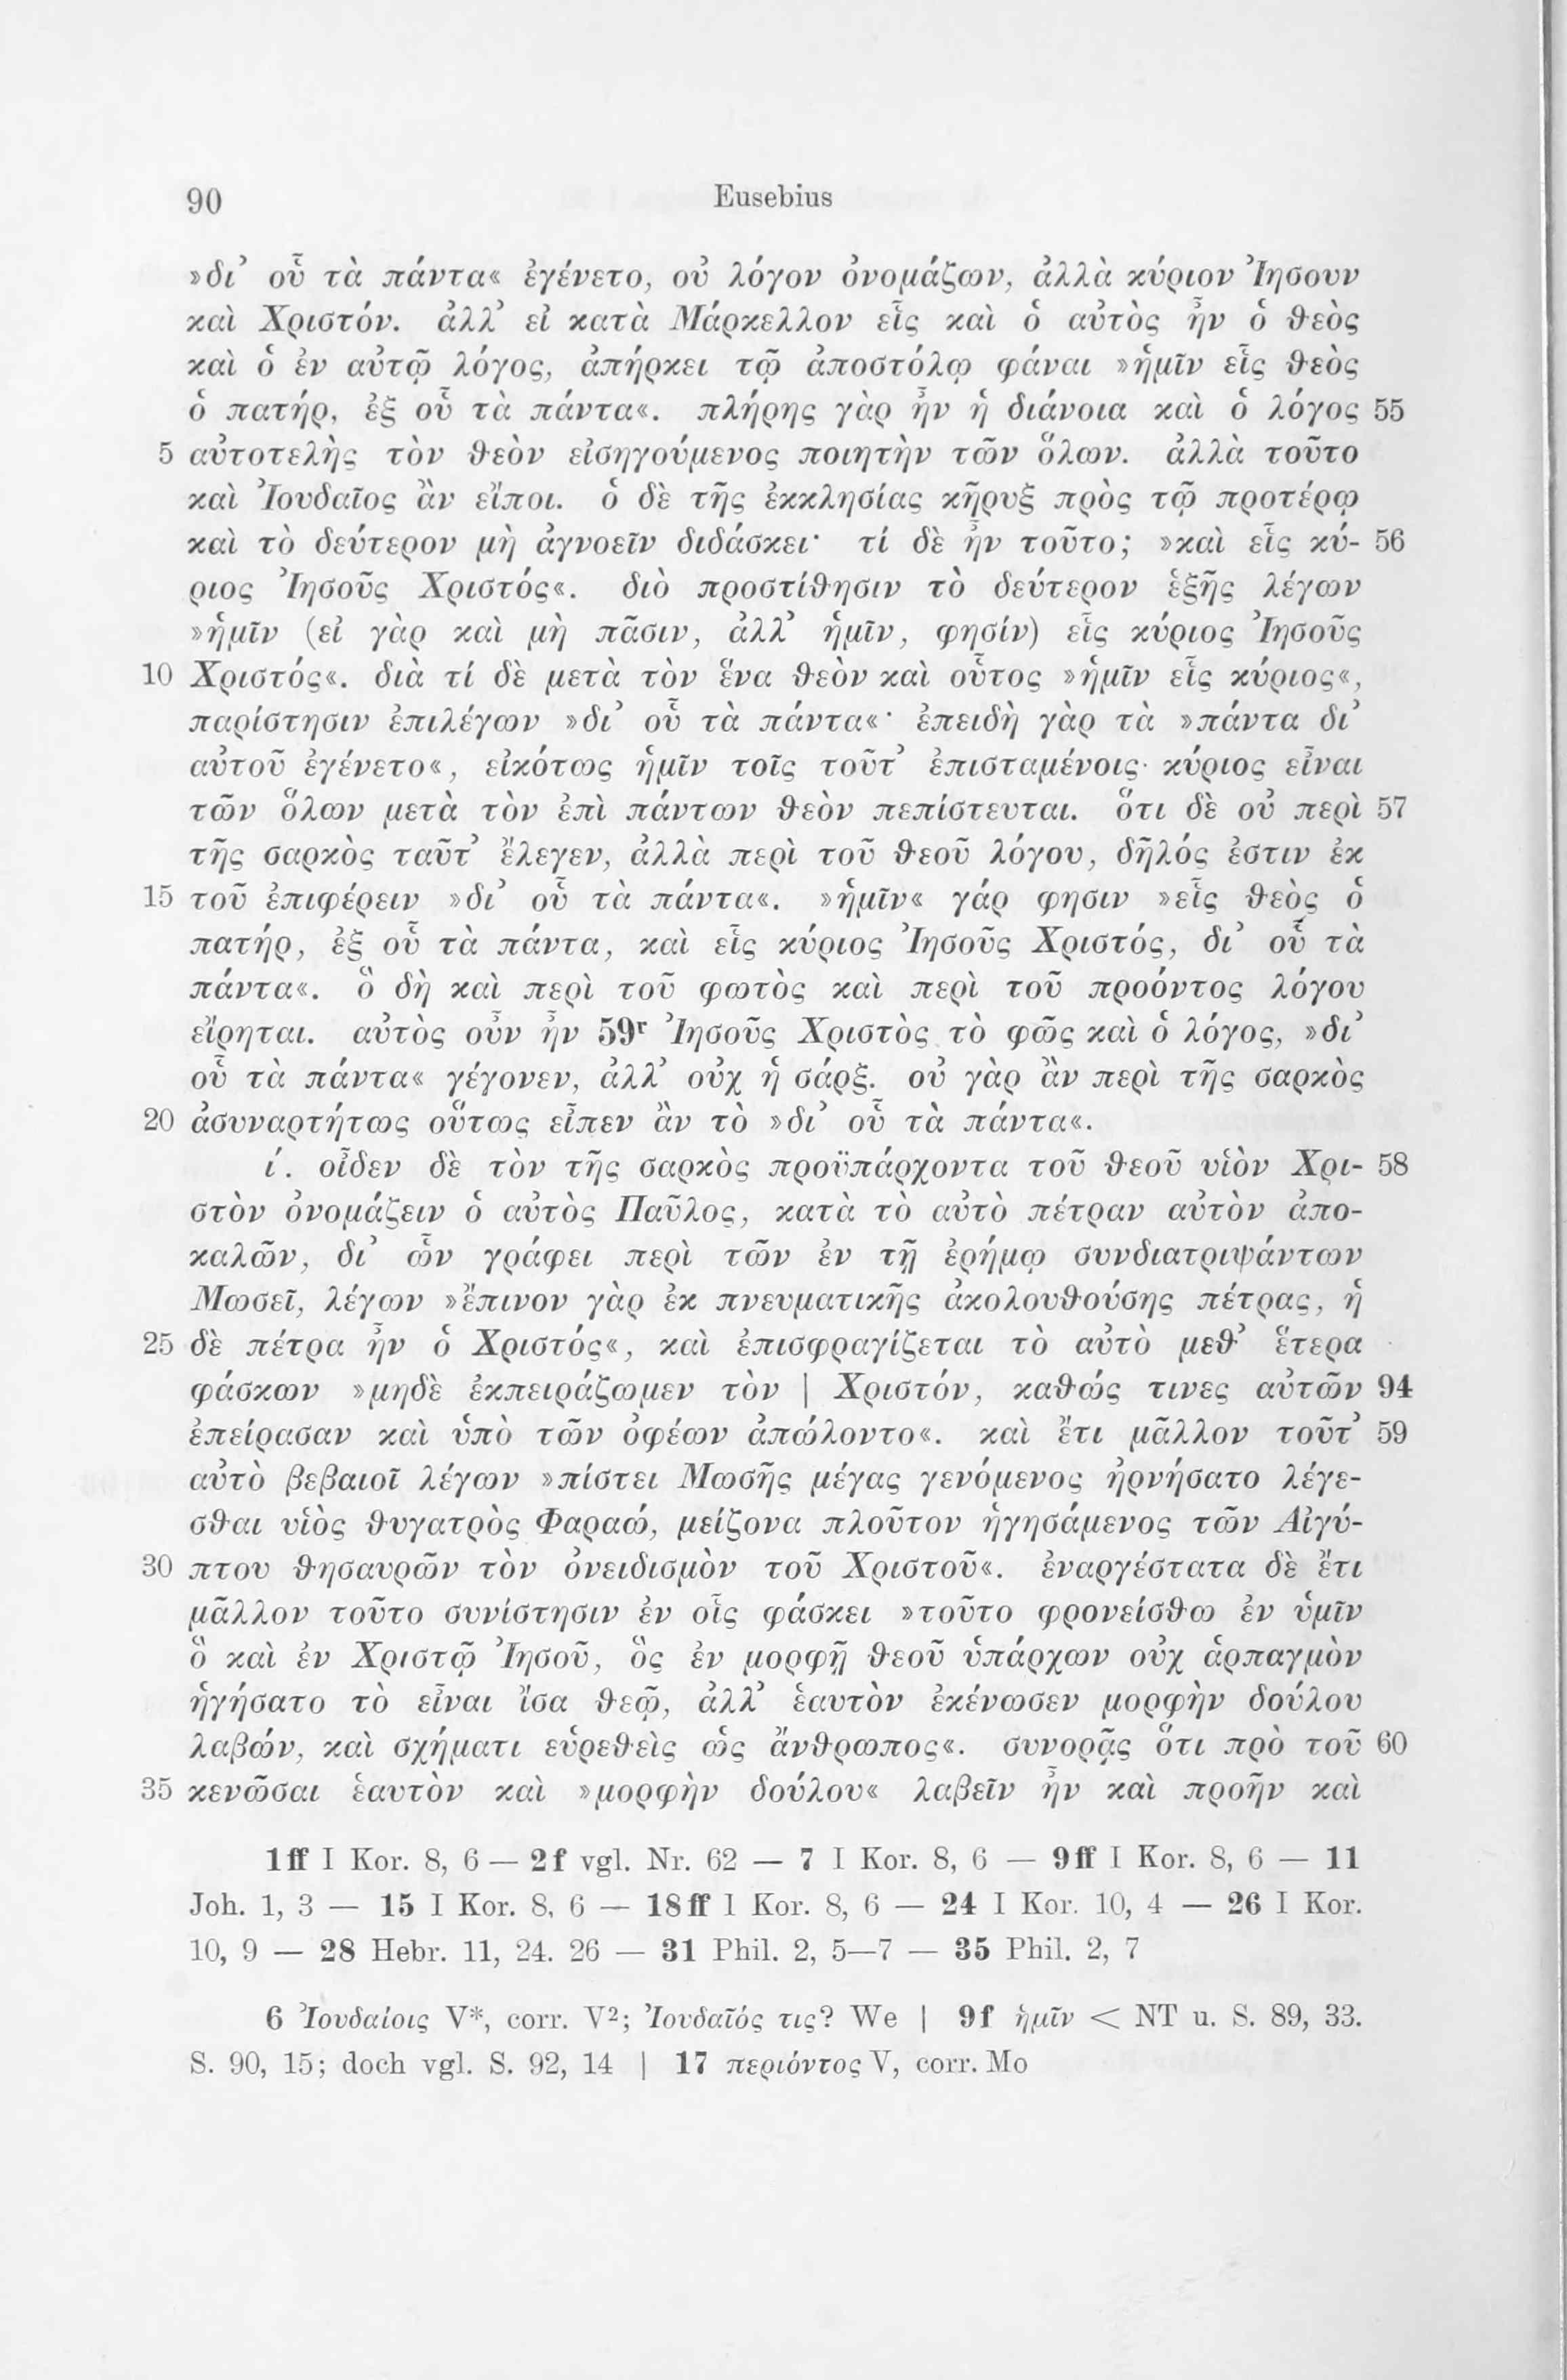 90 Eusebius
»δι’ οὗ τὰ πάντα« ἐγένετο, οὐ λόγον ὀνομάζων, ἀλλὰ κύριον Ἰησουν
καὶ Χριστόν. ἀλλ’ εἰ κατὰ Μάρκελλον εἷς καὶ ὁ αὐτὸς ἦν ὁ θεὸς
καὶ ὁ ἐν αὐτῷ λόγος, ἀπήρκει τῷ ἀποστόλῳ φάναι »ἡμῖν εἷς θεὸς
ὁ πατήρ, ἐξ οὗ τὰ πάντα«. πλήρης γὰρ ἦν ἡ διάνοια καὶ ὁ λόγος 55
5 αὐτοτελὴς τὸν θεὸν εἰσηγούμενος ποιητὴν τῶν ὅλων. ἀλλὰ τοῦτο
καὶ Ἰουδαῖος ἂν εἴποι. ὁ δὲ τῆς ἐκκλησίας κῆρυξ πρὸς τῷ προτέρῳ
καὶ τὸ δεύτερον μὴ ἀγνοεῖν διδάσκει· τί δὲ ἦν τοῦτο; »καὶ εἷς κύ- 56
ριος Ἰησοῦς Χριστός«. διὸ προστίθησιν τὸ δεύτερον ἑξῆς λέγων
»ἡμῖν (εἰ γὰρ καὶ μὴ πᾶσιν, ἀλλ’ ἡμῖν, φησίν) εἷς κύριος Ἰησοῦς
10 Χριστός«. διὰ τί δὲ μετὰ τὸν ἕνα θεὸν καὶ οὗτος »ἡμῖν εἷς κύριος«,
παρίστησιν ἐπιλέγων »δι’ οὗ τὰ πάντα«· ἐπειδὴ γὰρ τὰ »πάντα δι’
αὐτοῦ ἐγένετο«, εἰκότως ἡμῖν τοῖς τοῦτ’ ἐπισταμένοις κύριος εἶναι
τῶν ὅλων μετὰ τὸν ἐπὶ πάντων θεὸν πεπίστευται. ὅτι δὲ οὐ περὶ 57
τῆς σαρκὸς ταῦτ’ ἔλεγεν, ἀλλὰ περὶ τοῦ θεοῦ λόγου, δῆλός ἐστιν ἐκ
15 τοῦ ἐπιφέρειν »δι’ οὗ τὰ πάντα«. »ἡμῖν« γάρ φησιν »εἷς θεὸς ὁ
πατήρ, ἐξ οὗ τὰ πάντα, καὶ εἷς κύριος Ἰησοῦς Χριστός, δι’ οὗ τὰ
πάντα«. ὃ δὴ καὶ περὶ τοῦ φωτὸς καὶ περὶ τοῦ προόντος λόγου
εἴρηται. αὐτὸς οὖν ἦν 59ʳ Ἰησοῦς Χριστὸς τὸ φῶς καὶ ὁ λόγος, »δι’
οὗ τὰ πάντα« γέγονεν, ἀλλ’ οὐχ ἡ σάρξ. οὐ γὰρ ἂν περὶ τῆς σαρκὸς
20 ἀσυναρτήτως οὕτως εἶπεν ἂν τὸ »δι’ οὗ τὰ πάντα«.
ί. οἶδεν δὲ τὸν τῆς σαρκὸς προϋπάρχοντα τοῦ θεοῦ υἱὸν Χρι- 58
στὸν ὀνομάζειν ὁ αὐτὸς Παῦλος, κατὰ τὸ αὐτὸ πέτραν αὐτὸν ἀπο-
καλῶν, δι’ ὧν γράφει περὶ τῶν ἐν τῇ ἐρήμῳ συνδιατριψάντων
Μωσεῖ, λέγων »ἔπινον γὰρ ἐκ πνευματικῆς ἀκολουθούσης πέτρας, ἡ
25 δὲ πέτρα ἦν ὁ Χριστός«, καὶ ἐπισφραγίζεται τὸ αὐτὸ μεθ’ ἕτερα
φάσκων »μηδὲ ἐκπειράζωμεν τὸν | Χριστόν, καθώς τινες αὐτῶν 94
ἐπείρασαν καὶ ὑπὸ τῶν ὀφέων ἀπώλοντο«. καὶ ἔτι μᾶλλον τοῦτ’ 59
αὐτὸ βεβαιοῖ λέγων »πίστει Μωσῆς μέγας γενόμενος ἠρνήσατο λέγε-
σθαι υἱὸς θυγατρὸς Φαραώ, μείζονα πλοῦτον ἡγησάμενος τῶν Αἰγύ-
30 πτου θησαυρῶν τὸν ὀνειδισμὸν τοῦ Χριστοῦ«. ἐναργέστατα δὲ ἔτι
μᾶλλον τοῦτο συνίστησιν ἐν οἷς φάσκει »τοῦτο φρονείσθω ἐν ὑμῖν
ὃ καὶ ἐν Χριστῷ Ἰησοῦ, ὃς ἐν μορφῇ θεοῦ ὑπάρχων οὐχ ἁρπαγμὸν
ἡγήσατο τὸ εἶναι ἴσα θεῷ, ἀλλ’ ἑαυτὸν ἐκένωσεν μορφὴν δούλου
λαβών, καὶ σχήματι εὑρεθεὶς ὡς ἄνθρωπος«. συνορᾷς ὅτι πρὸ τοῦ 60
35 κενῶσαι ἑαυτὸν καὶ »μορφὴν δούλου« λαβεῖν ἦν καὶ προῆν καὶ
1ff I Kor. 8, 6 — 2f vgl. Nr. 62 — 7 I Kor. 8, 6 — 9ff I Kor. 8, 6 — 11
Joh. 1, 3 — 15 I Kor. 8, 6 — 18ff I Kor. 8, 6 — 24 I Kor. 10, 4 — 26 I Kor.
10, 9 — 28 Hebr. 11, 24. 26 — 31 Phil. 2, 5—7 — 35 Phil. 2, 7
6 Ἰουδαίοις V*, corr. V²; Ἰουδαῖός τις? We | 9f ἡμῖν < NT u. S. 89, 33.
S. 90, 15; doch vgl. S. 92, 14 | 17 περιόντος V, corr. Mo